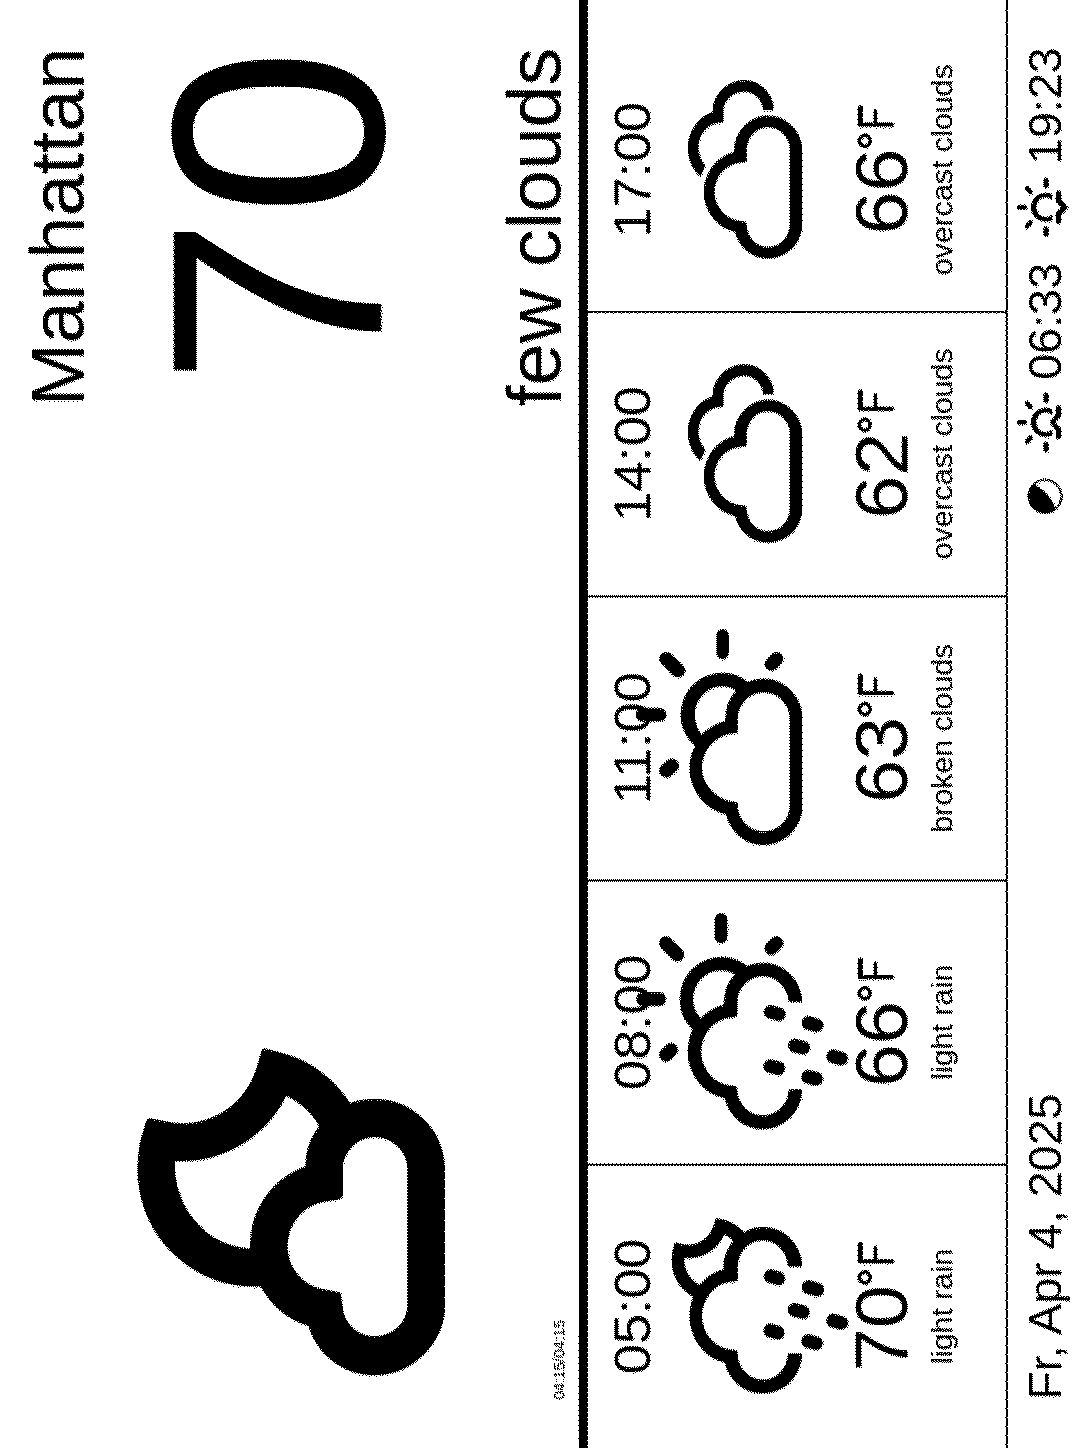 Manhattan
70
few clouds
04:15/04:15
05:00
70°F
light rain
08:00
66°F
light rain
11:00
63°F
broken clouds
14:00
62°F
overcast clouds
17:00
66°F
overcast clouds
Fr, Apr 4, 2025
06:33
19:23